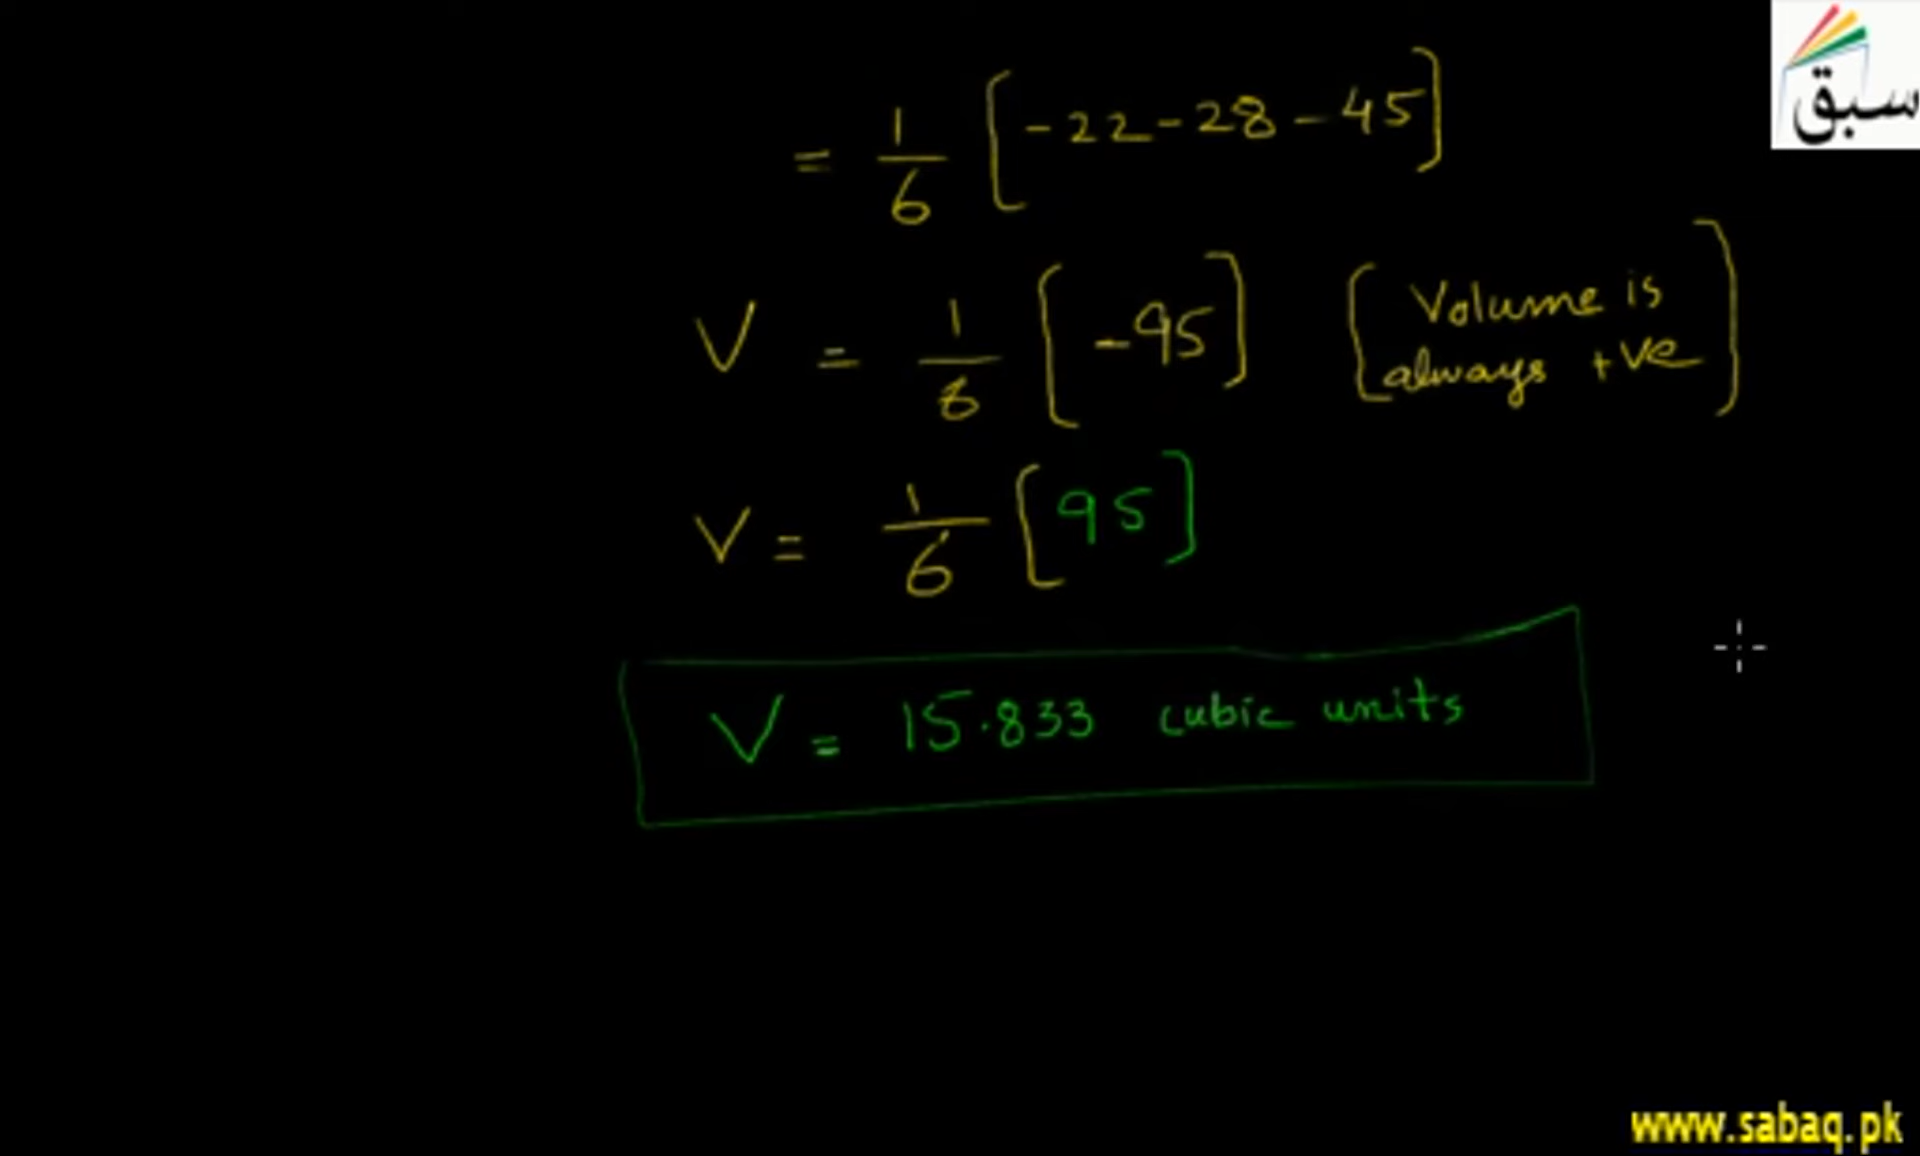 سبق
= 1/6 [-22-28-45]
V = 1/8 [-95] [Volume is
always +ve]
V = 1/6 [95]
V = 15.833 cubic units
www.sabaq.pk